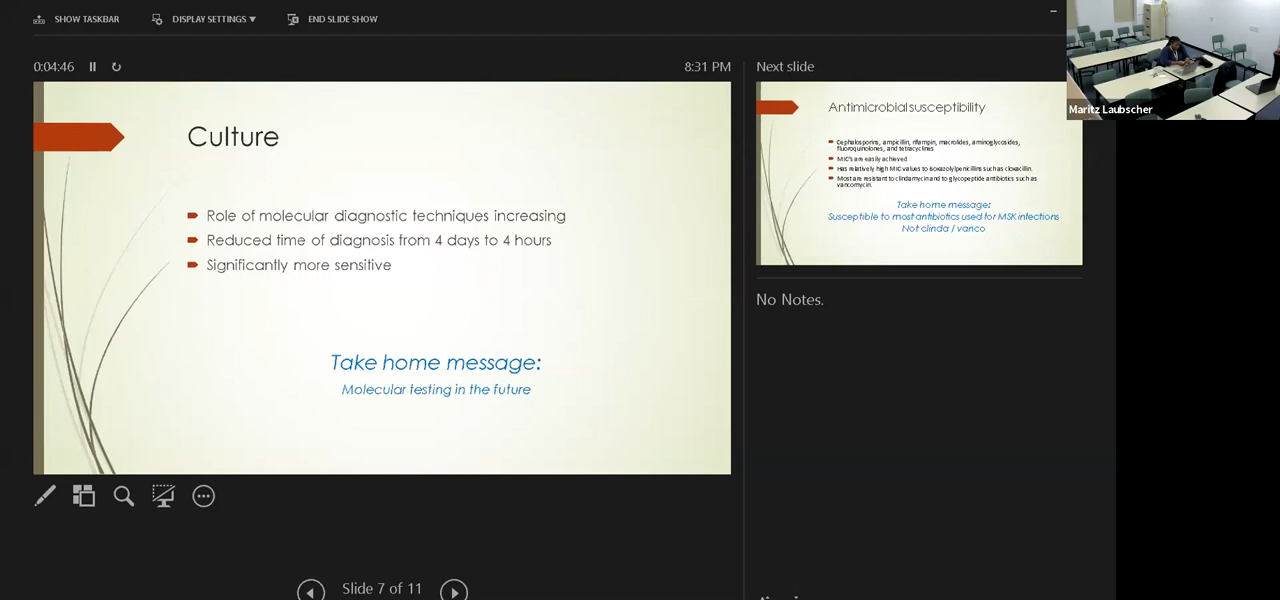 SHOW TASKBAR
DISPLAY SETTINGS
END SLIDE SHOW
0:04:46
8:31 PM
Culture
Role of molecular diagnostic techniques increasing
Reduced time of diagnosis from 4 days to 4 hours
Significantly more sensitive
Take home message:
Molecular testing in the future
Slide 7 of 11
Next slide
Antimicrobial susceptibility
Cephalosporins, ampicillin, rifampin, macrolides, aminoglycosides,
fluoroquinolones, and tetracyclines
MIC's are easily achieved
Has relatively high MIC values to isoxazolylpenicillins such as cloxacillin.
Most are resistant to clindamycin and to glycopeptide antibiotics such as
vancomycin.
Take home message:
Susceptible to most antibiotics used for MSK infections
Not clinda / vanco
No Notes.
Maritz Laubscher